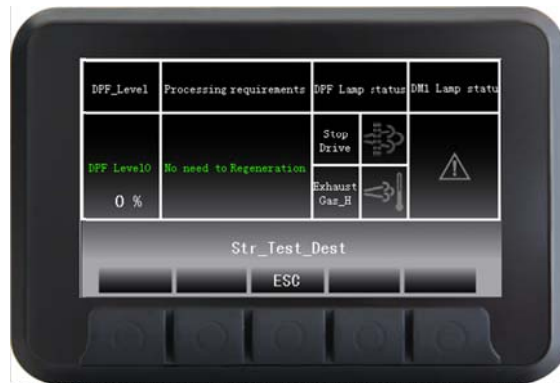 DPF_Level Processing requirements DPF Lamp status DM1 Lamp statu
Stop
Drive
DPF Level0 No need to Regeneration
0 %
Exhaust
Gas_H
Str_Test_Dest
ESC